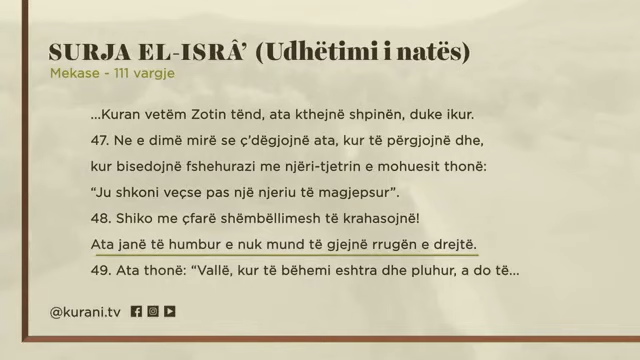 SURJA EL-ISRÂ’ (Udhëtimi i natës)
Mekase - 111 vargje
...Kuran vetëm Zotin tënd, ata kthejnë shpinën, duke ikur.
47. Ne e dimë mirë se ç’dëgjojnë ata, kur të përgjojnë dhe,
kur bisedojnë fshehurazi me njëri-tjetrin e mohuesit thonë:
“Ju shkoni veçse pas një njeriu të magjepsur”.
48. Shiko me çfarë shëmbëllimesh të krahasojnë!
Ata janë të humbur e nuk mund të gjejnë rrugën e drejtë.
49. Ata thonë: “Vallë, kur të bëhemi eshtra dhe pluhur, a do të...
@kurani.tv